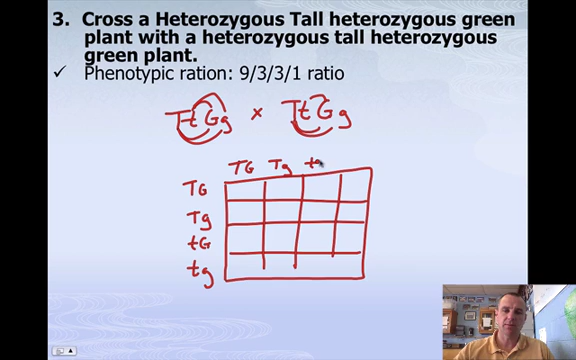 3. Cross a Heterozygous Tall heterozygous green
plant with a heterozygous tall heterozygous
green plant.
✓ Phenotypic ration: 9/3/3/1 ratio
TtGg × TtGg
TG Tg
TG
Tg
tG
tg